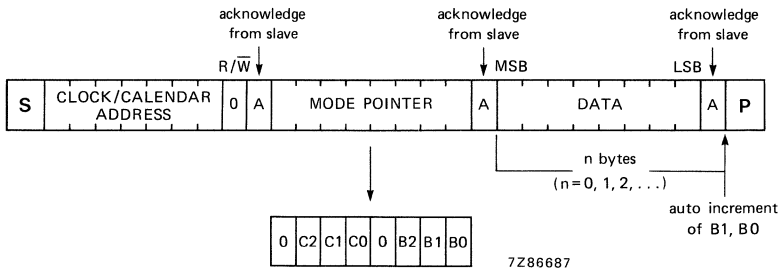 acknowledge from slave
acknowledge from slave
acknowledge from slave
R/W̅
MSB
LSB
S
CLOCK/CALENDAR ADDRESS
0
A
MODE POINTER
A
DATA
A
P
n bytes
(n=0, 1, 2, . . .)
auto increment of B1, B0
0 C2 C1 C0 0 B2 B1 B0
7Z86687